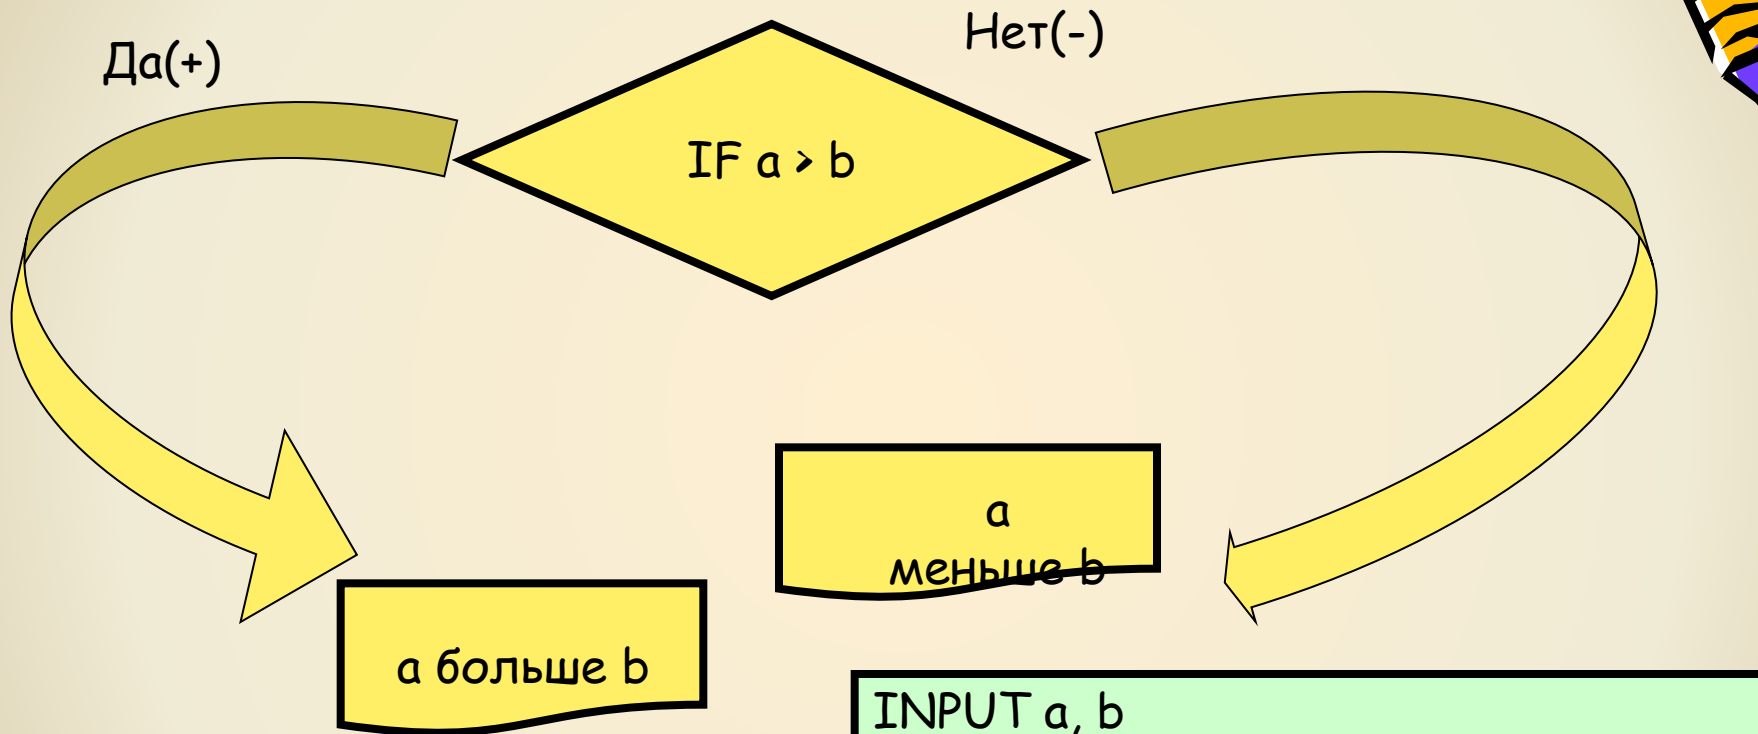 Да(+)
Нет(-)
IF a > b
a
меньше b
a больше b
INPUT a, b